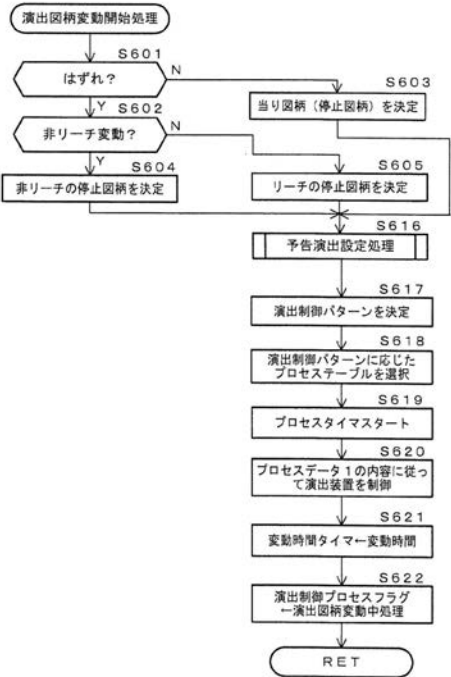 演出図柄変動開始処理
S601
はずれ?
N
Y
S603
当り図柄(停止図柄)を決定
S602
非リーチ変動?
N
Y
S604
非リーチの停止図柄を決定
S605
リーチの停止図柄を決定
S616
予告演出設定処理
S617
演出制御パターンを決定
S618
演出制御パターンに応じた
プロセステーブルを選択
S619
プロセスタイマスタート
S620
プロセスデータ1の内容に従っ
て演出装置を制御
S621
変動時間タイマ←変動時間
S622
演出制御プロセスフラグ
←演出図柄変動中処理
RET